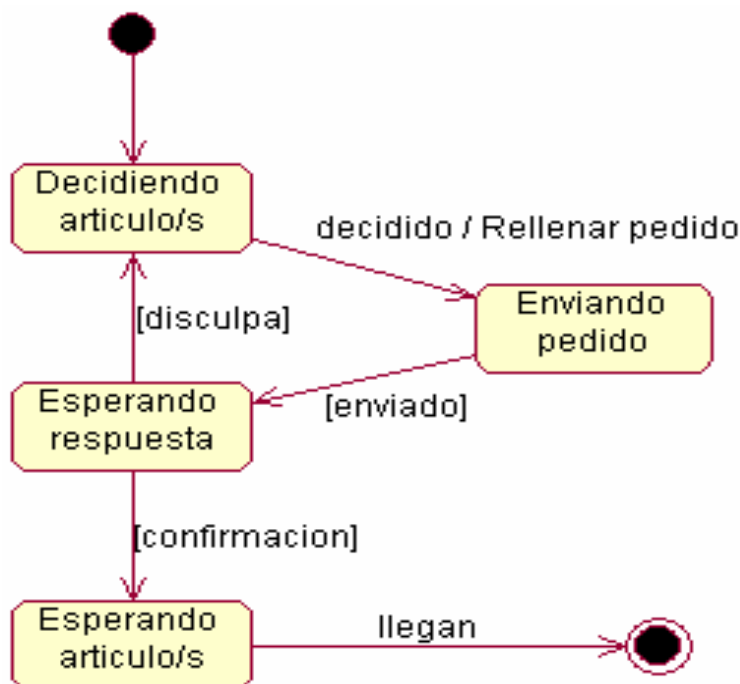 Decidiendo
articulo/s
decidido / Rellenar pedido
Enviando
pedido
[disculpa]
[enviado]
Esperando
respuesta
[confirmacion]
Esperando
articulo/s
llegan